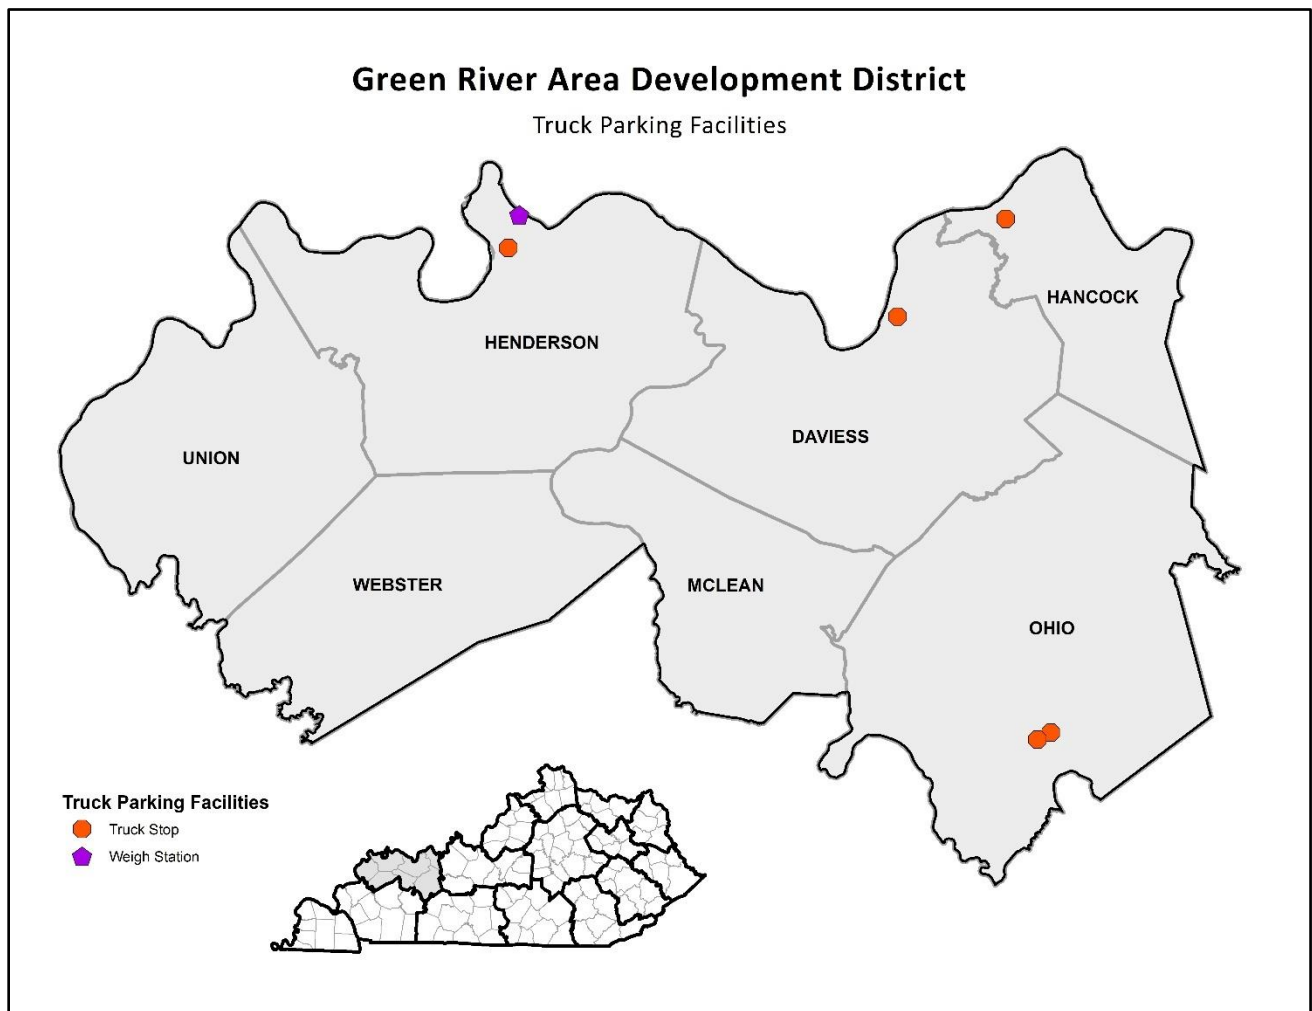 Green River Area Development District
Truck Parking Facilities
HANCOCK
HENDERSON
DAVIESS
UNION
WEBSTER
MCLEAN
OHIO
Truck Parking Facilities
Truck Stop
Weigh Station